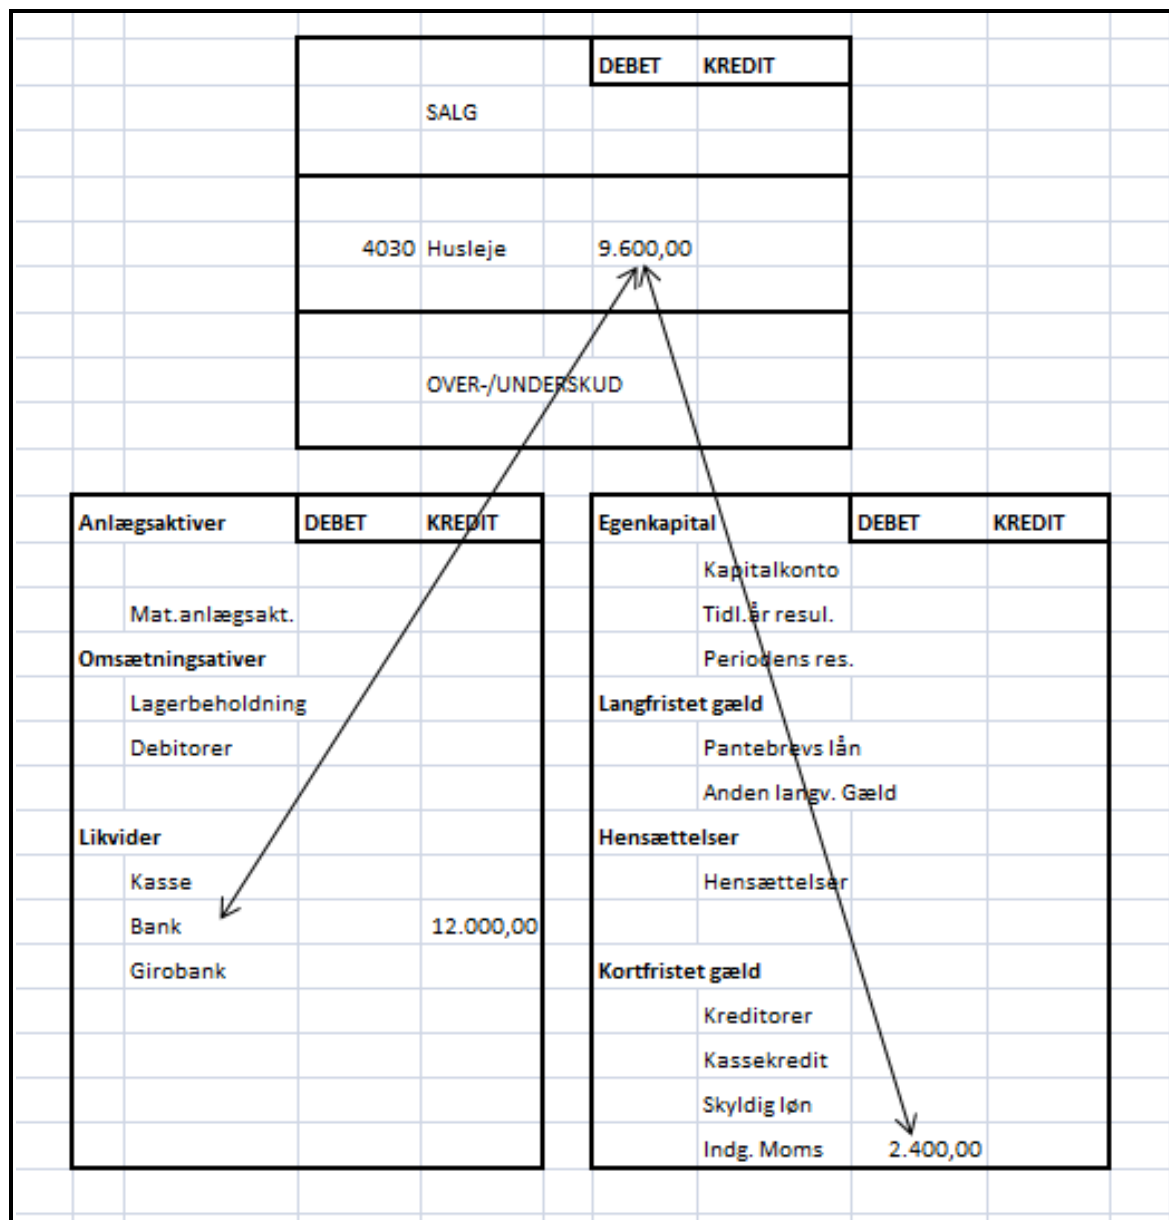 DEBET KREDIT
SALG
4030 Husleje 9.600,00
OVER-/UNDERSKUD
Anlægsaktiver DEBET KREDIT
Mat.anlægsakt.
Omsætningsativer
Lagerbeholdning
Debitorer
Likvider
Kasse
Bank 12.000,00
Girobank
Egenkapital DEBET KREDIT
Kapitalkonto
Tidl.år resul.
Periodens res.
Langfristet gæld
Pantebrevs lån
Anden langv. Gæld
Hensættelser
Hensættelser
Kortfristet gæld
Kreditorer
Kassekredit
Skyldig løn
Indg. Moms 2.400,00